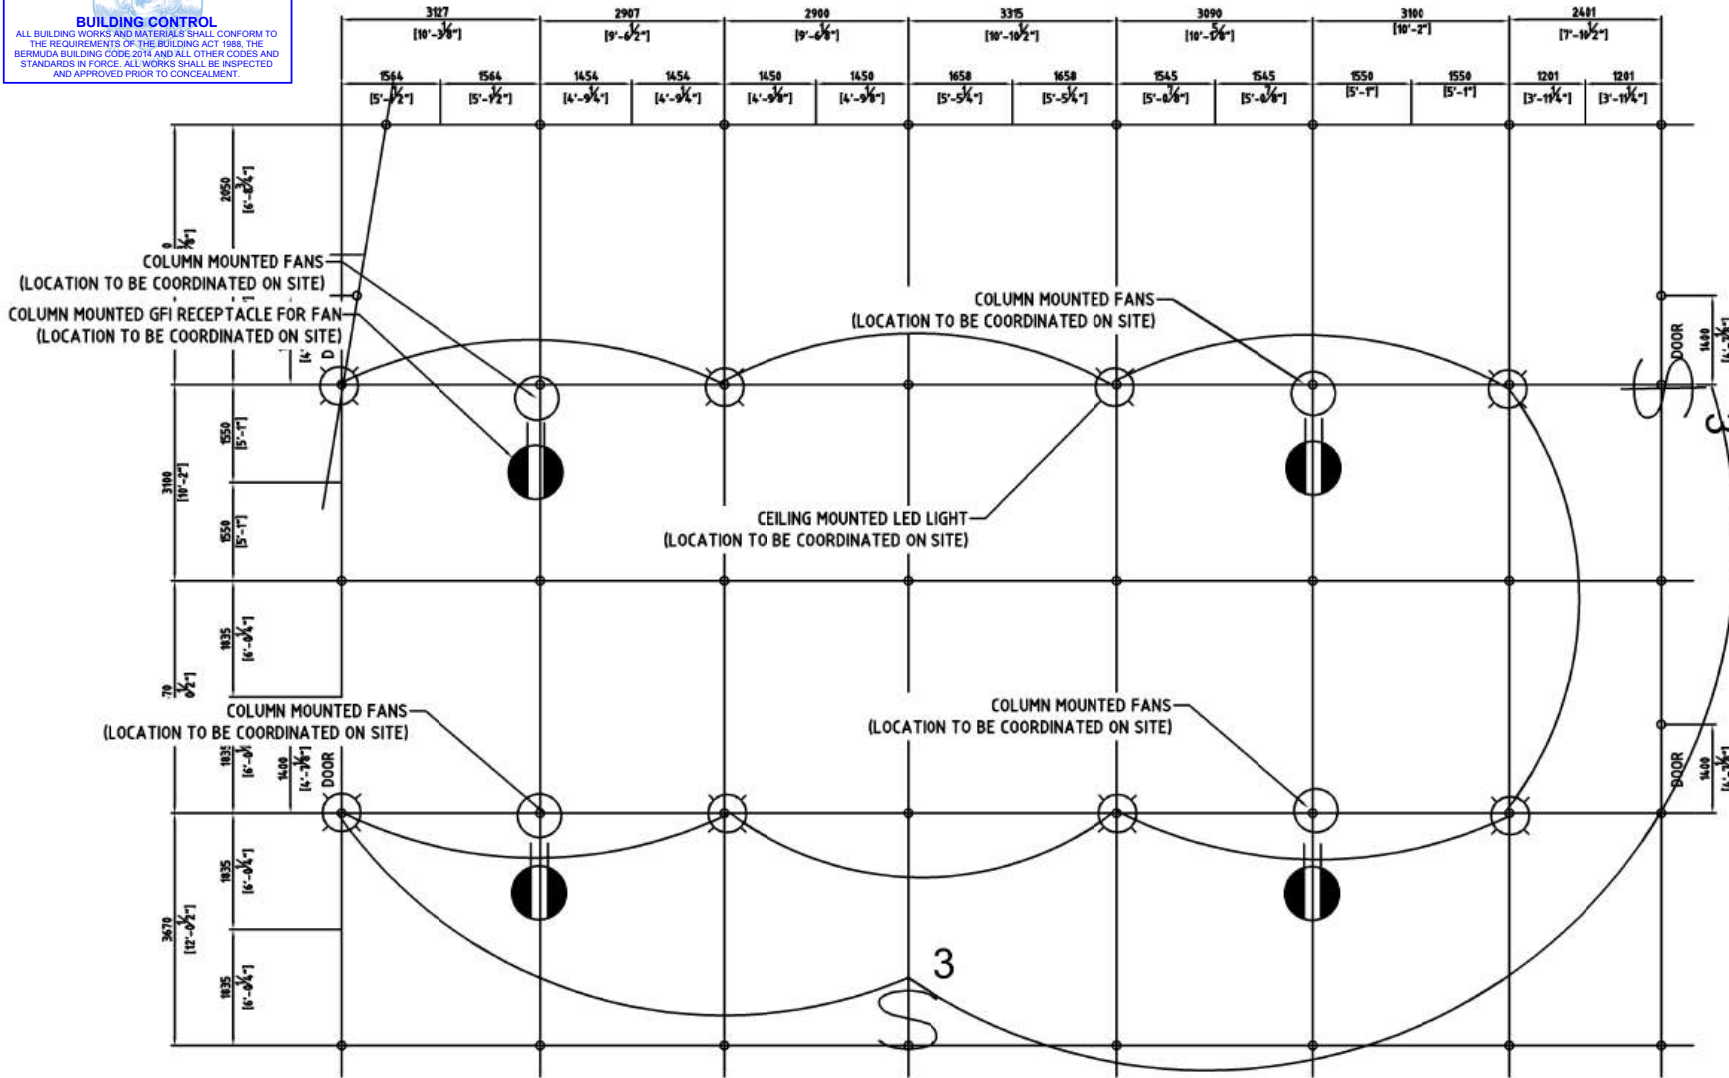 BUILDING CONTROL
ALL BUILDING WORKS AND MATERIALS SHALL CONFORM TO
THE REQUIREMENTS OF THE BUILDING ACT 1988, THE
BERMUDA BUILDING CODE 2014 AND ALL OTHER CODES AND
STANDARDS IN FORCE. ALL WORKS SHALL BE INSPECTED
AND APPROVED PRIOR TO CONCEALMENT.
3127 2907 2900 3315 3090 3100 2401
[10'-2"]
1564 1564 1454 1454 1450 1450 1658 1658 1545 1545 1550 1550 1201 1201
[5'-1"] [5'-1"]
2050
COLUMN MOUNTED FANS
(LOCATION TO BE COORDINATED ON SITE)
COLUMN MOUNTED GFI RECEPTACLE FOR FAN
(LOCATION TO BE COORDINATED ON SITE)
COLUMN MOUNTED FANS
(LOCATION TO BE COORDINATED ON SITE)
DOOR
1400
S
3
1550
[5'-1"]
3100
[10'-2"]
1550
[5'-1"]
CEILING MOUNTED LED LIGHT
(LOCATION TO BE COORDINATED ON SITE)
1835
COLUMN MOUNTED FANS
(LOCATION TO BE COORDINATED ON SITE)
COLUMN MOUNTED FANS
(LOCATION TO BE COORDINATED ON SITE)
1835
1400
DOOR
DOOR
1400
1835
3670
1835
3
S